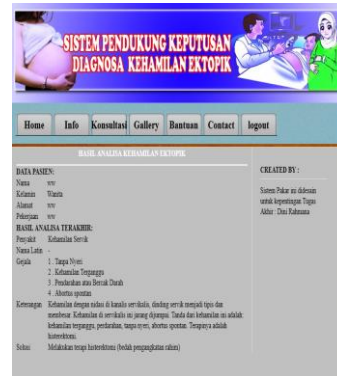 SISTEM PENDUKUNG KEPUTUSAN
DIAGNOSA KEHAMILAN EKTOPIK
Home Info Konsultasi Gallery Bantuan Contact logout
HASIL ANALISA KEHAMILAN EKTOPIK
DATA PASIEN:
Nama ww
Kelamin Wanita
Alamat ww
Pekerjaan ww
HASIL ANALISA TERAKHIR:
Penyakit Kehamilan Servik
Nama Latin -
Gejala 1 . Tanpa Nyeri
2 . Kehamilan Terganggu
3 . Pendarahan atau Bercak Darah
4 . Abortus spontan
Keterangan Kehamilan dengan nidasi di kanalis servikalis, dinding servik menjadi tipis dan
membesar. Kehamilan di servikalis ini jarang dijumpai. Tanda dari kehamilan ini adalah
kehamilan terganggu, perdarahan, tanpa nyeri, abortus spontan. Terapinya adalah
histerektomi.
Solusi Melakukan terapi histerektomi (bedah pengangkatan rahim)
CREATED BY :
Sistem Pakar ini didesain
untuk kepentingan Tugas
Akhir : Dini Rahmana